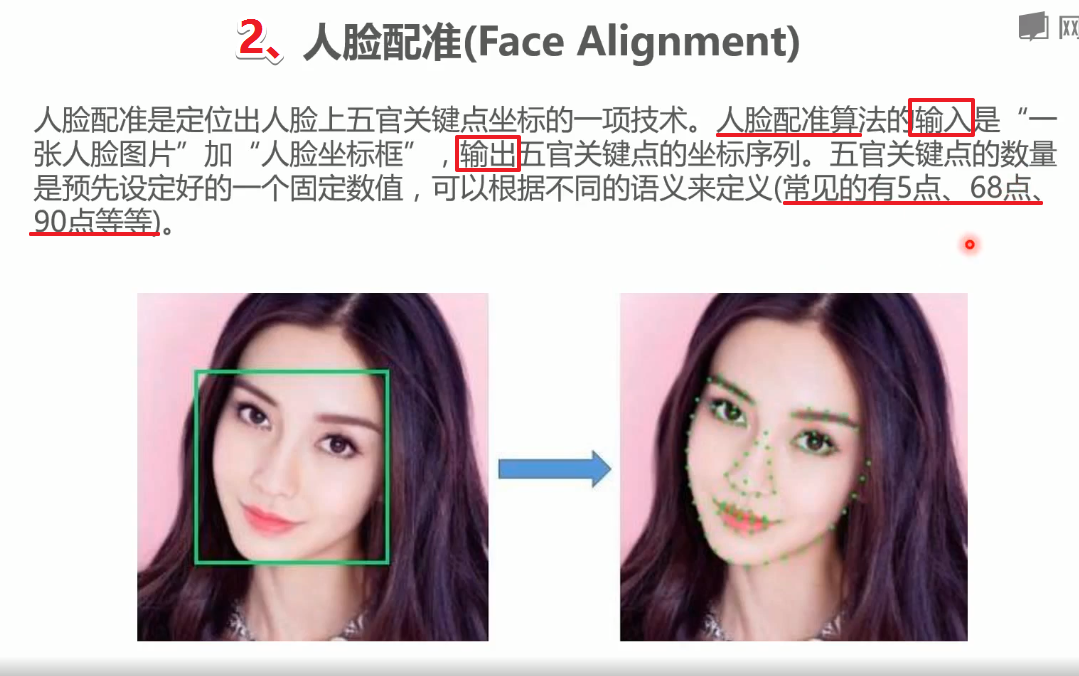 2、人脸配准(Face Alignment)
网
人脸配准是定位出人脸上五官关键点坐标的一项技术。人脸配准算法的输入是“一
张人脸图片”加“人脸坐标框”，输出五官关键点的坐标序列。五官关键点的数量
是预先设定好的一个固定数值，可以根据不同的语义来定义(常见的有5点、68点、
90点等等)。